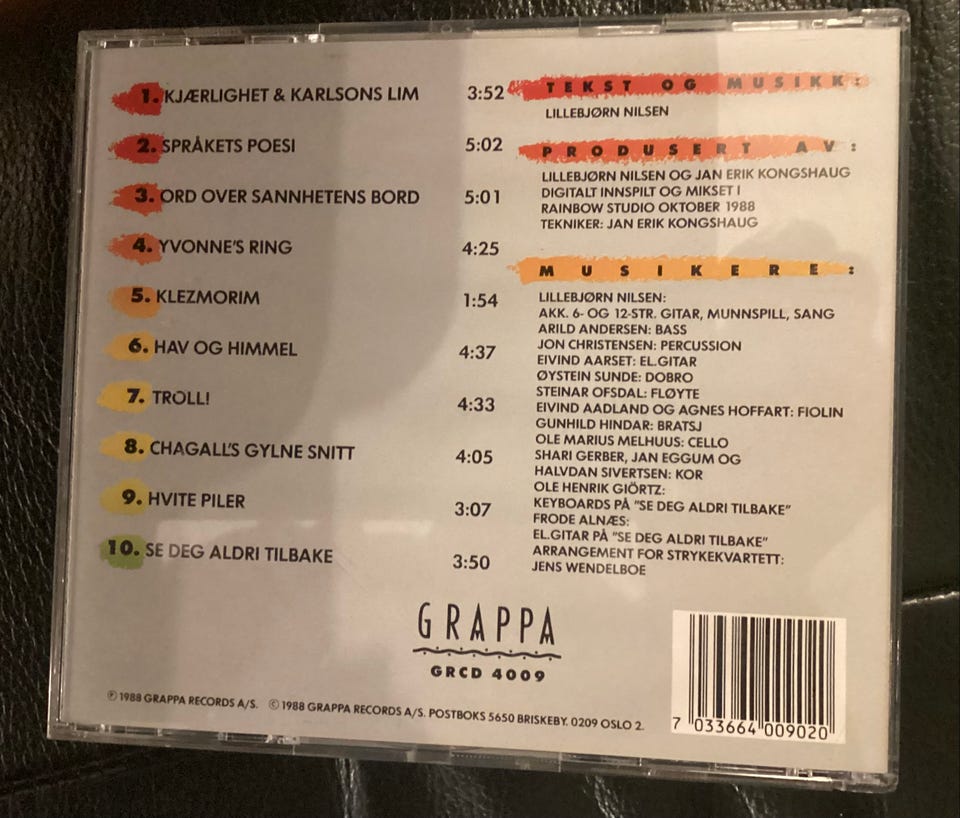 1. KJÆRLIGHET & KARLSONS LIM 3:52
2. SPRÅKETS POESI 5:02
3. ORD OVER SANNHETENS BORD 5:01
4. YVONNE'S RING 4:25
5. KLEZMORIM 1:54
6. HAV OG HIMMEL 4:37
7. TROLL! 4:33
8. CHAGALL'S GYLNE SNITT 4:05
9. HVITE PILER 3:07
10. SE DEG ALDRI TILBAKE 3:50
TEKST OG MUSIKK:
LILLEBJØRN NILSEN
PRODUSERT AV:
LILLEBJØRN NILSEN OG JAN ERIK KONGSHAUG
DIGITALT INNSPILT OG MIKSET I
RAINBOW STUDIO OKTOBER 1988
TEKNIKER: JAN ERIK KONGSHAUG
MUSIKERE:
LILLEBJØRN NILSEN:
AKK. 6- OG 12-STR. GITAR, MUNNSPILL, SANG
ARILD ANDERSEN: BASS
JON CHRISTENSEN: PERCUSSION
EIVIND AARSET: EL.GITAR
ØYSTEIN SUNDE: DOBRO
STEINAR OFSDAL: FLØYTE
EIVIND AADLAND OG AGNES HOFFART: FIOLIN
GUNHILD HINDAR: BRATSJ
OLE MARIUS MELHUUS: CELLO
SHARI GERBER, JAN EGGUM OG
HALVDAN SIVERTSEN: KOR
OLE HENRIK GIÖRTZ:
KEYBOARDS PÅ "SE DEG ALDRI TILBAKE"
FRODE ALNÆS:
EL.GITAR PÅ "SE DEG ALDRI TILBAKE"
ARRANGEMENT FOR STRYKEKVARTETT:
JENS WENDELBOE
GRAPPA
GRCD 4009
℗ 1988 GRAPPA RECORDS A/S. © 1988 GRAPPA RECORDS A/S. POSTBOKS 5650 BRISKEBY. 0209 OSLO 2.
7 033664 009020